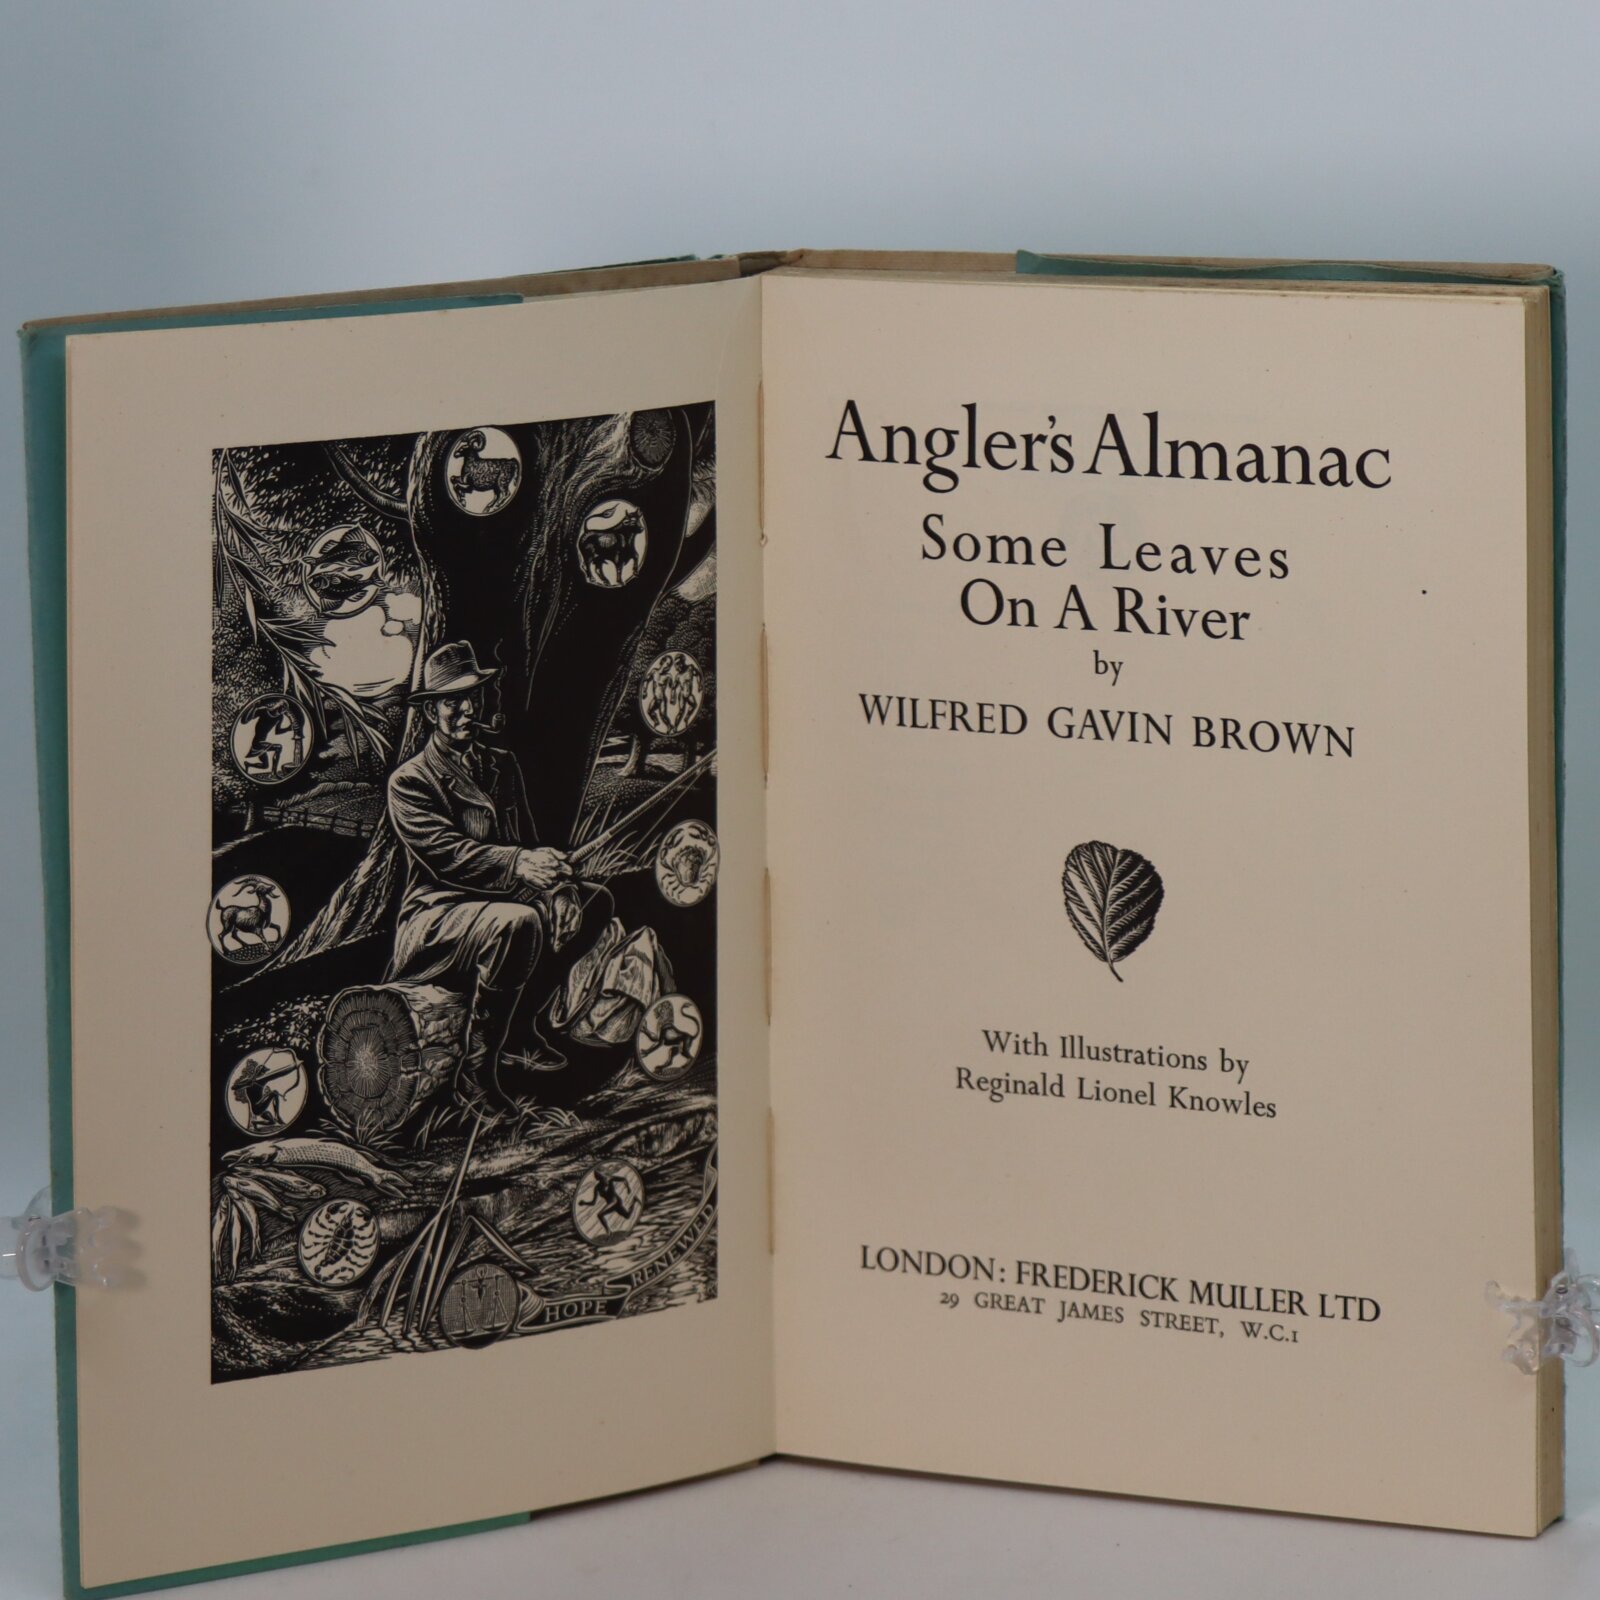 HOPE RENEWED
Angler's Almanac
Some Leaves
On A River
by
WILFRED GAVIN BROWN
With Illustrations by
Reginald Lionel Knowles
LONDON: FREDERICK MULLER LTD
29 GREAT JAMES STREET, W.C.1